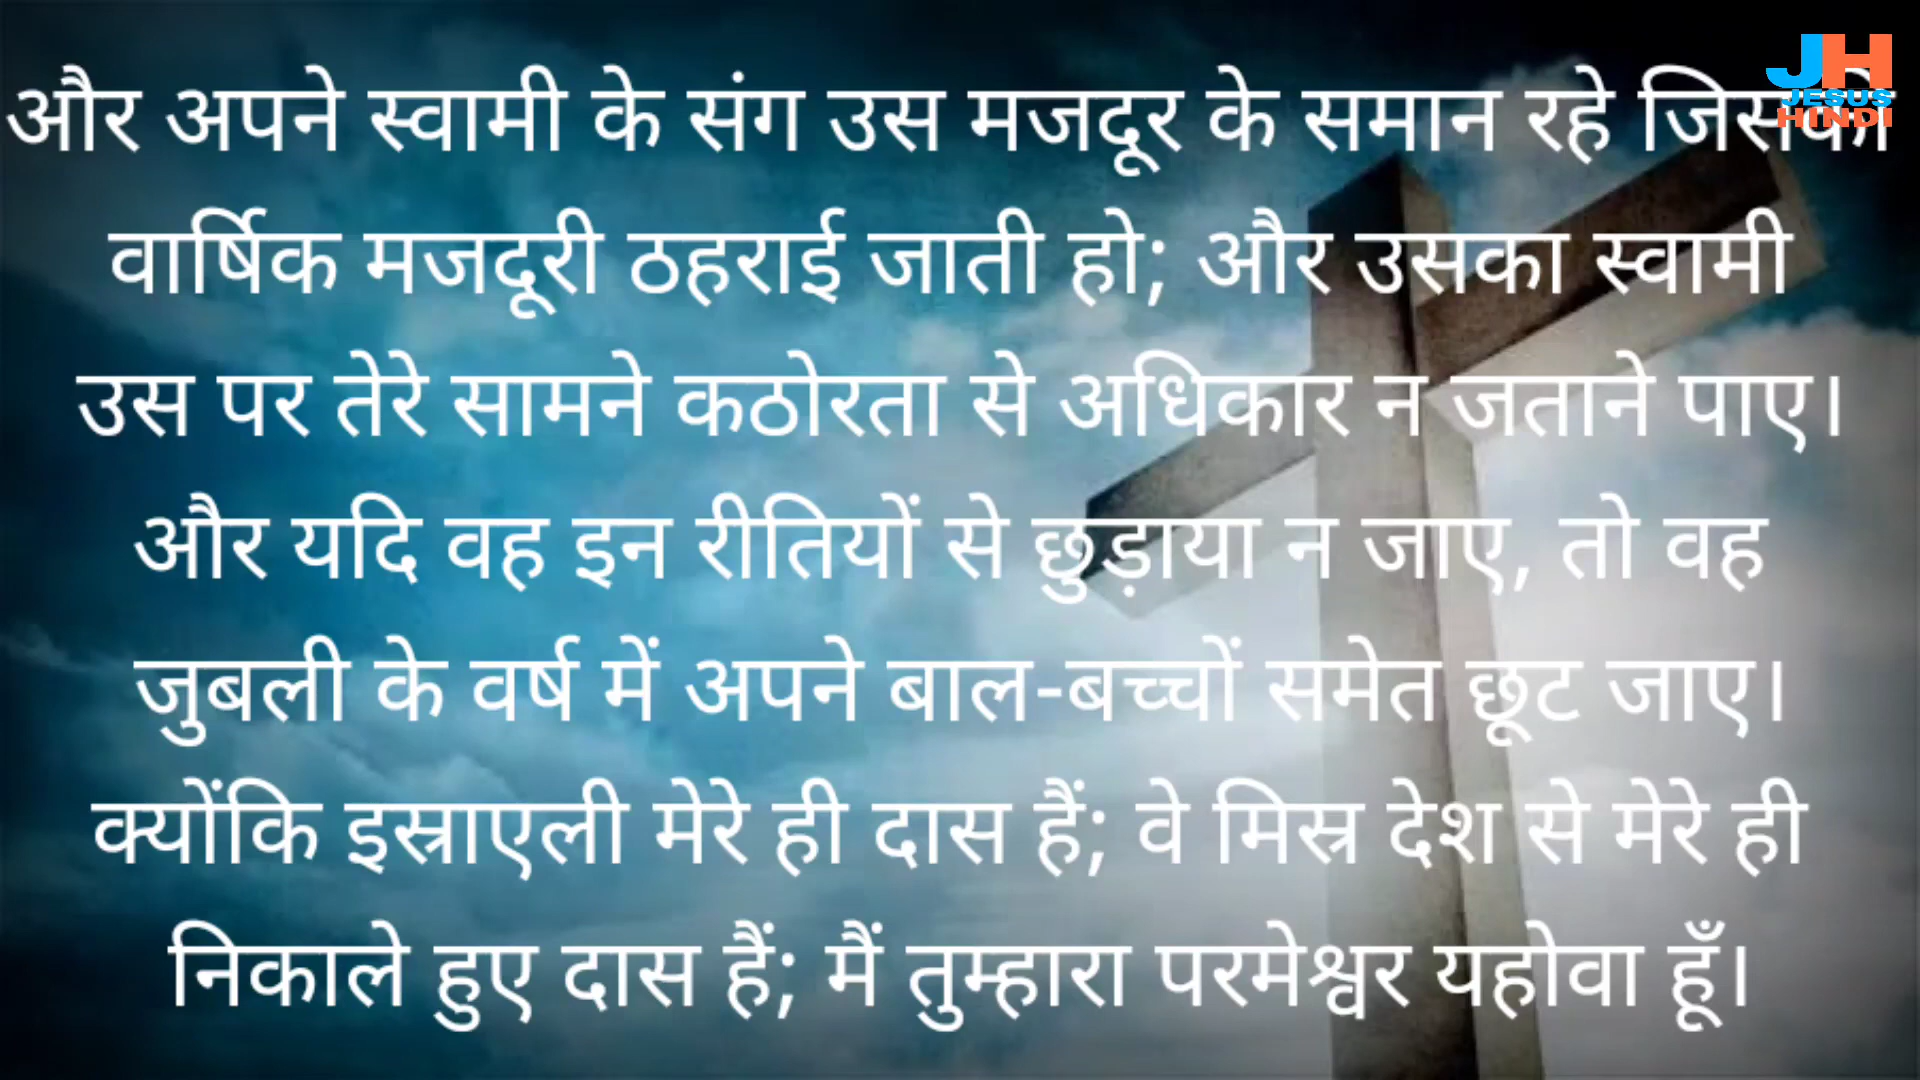 JH
JESUS
HINDI
और अपने स्वामी के संग उस मजदूर के समान रहे जिसकी
वार्षिक मजदूरी ठहराई जाती हो; और उसका स्वामी
उस पर तेरे सामने कठोरता से अधिकार न जताने पाए।
और यदि वह इन रीतियों से छुड़ाया न जाए, तो वह
जुबली के वर्ष में अपने बाल-बच्चों समेत छूट जाए।
क्योंकि इस्राएली मेरे ही दास हैं; वे मिस्र देश से मेरे ही
निकाले हुए दास हैं; मैं तुम्हारा परमेश्वर यहोवा हूँ।